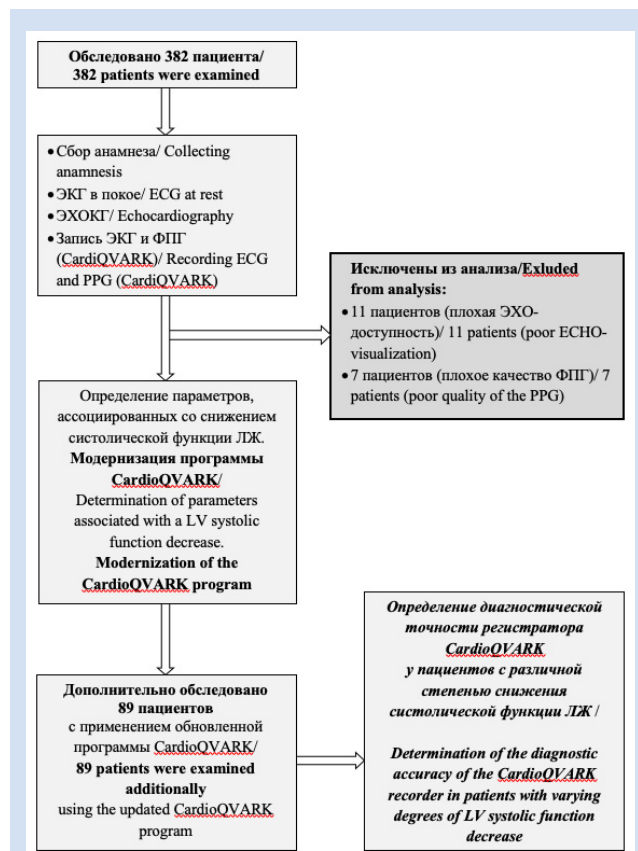 Обследовано 382 пациента/
382 patients were examined
•Сбор анамнеза/ Collecting
anamnesis
•ЭКГ в покое/ ECG at rest
•ЭХОКГ/ Echocardiography
•Запись ЭКГ и ФПГ
(CardiQVARK)/ Recording ECG
and PPG (CardiQVARK)
Исключены из анализа/Exluded
from analysis:
•11 пациентов (плохая ЭХО-
доступность)/ 11 patients (poor ECHO-
visualization)
•7 пациентов (плохое качество ФПГ)/ 7
patients (poor quality of the PPG)
Определение параметров,
ассоциированных со снижением
систолической функции ЛЖ.
Модернизация программы
CardioQVARK/
Determination of parameters
associated with a LV systolic
function decrease.
Modernization of the
CardioQVARK program
Дополнительно обследовано
89 пациентов
с применением обновленной
программы CardioQVARK/
89 patients were examined
additionally
using the updated CardioQVARK
program
Определение диагностической
точности регистратора
CardioQVARK
у пациентов с различной
степенью снижения
систолической функции ЛЖ /
Determination of the diagnostic
accuracy of the CardioQVARK
recorder in patients with varying
degrees of LV systolic function
decrease